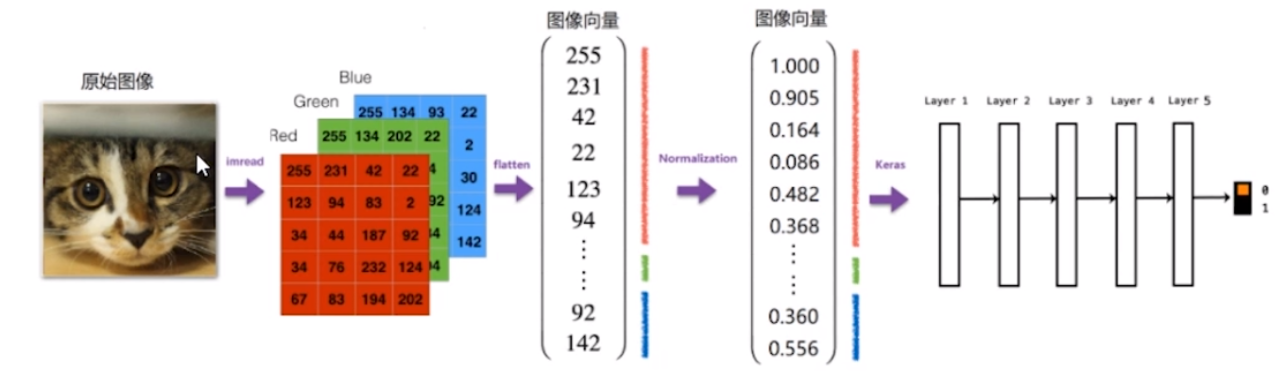 原始图像
imread
Blue
Green
Red
255 134 93 22
2
30
124
142
255 134 202 22
4
92
34
94
255 231 42 22
123 94 83 2
34 44 187 92
34 76 232 124
67 83 194 202
flatten
图像向量
255
231
42
22
123
94
⋮
⋮
92
142
Normalization
图像向量
1.000
0.905
0.164
0.086
0.482
0.368
⋮
⋮
0.360
0.556
Keras
Layer 1 Layer 2 Layer 3 Layer 4 Layer 5
0
1